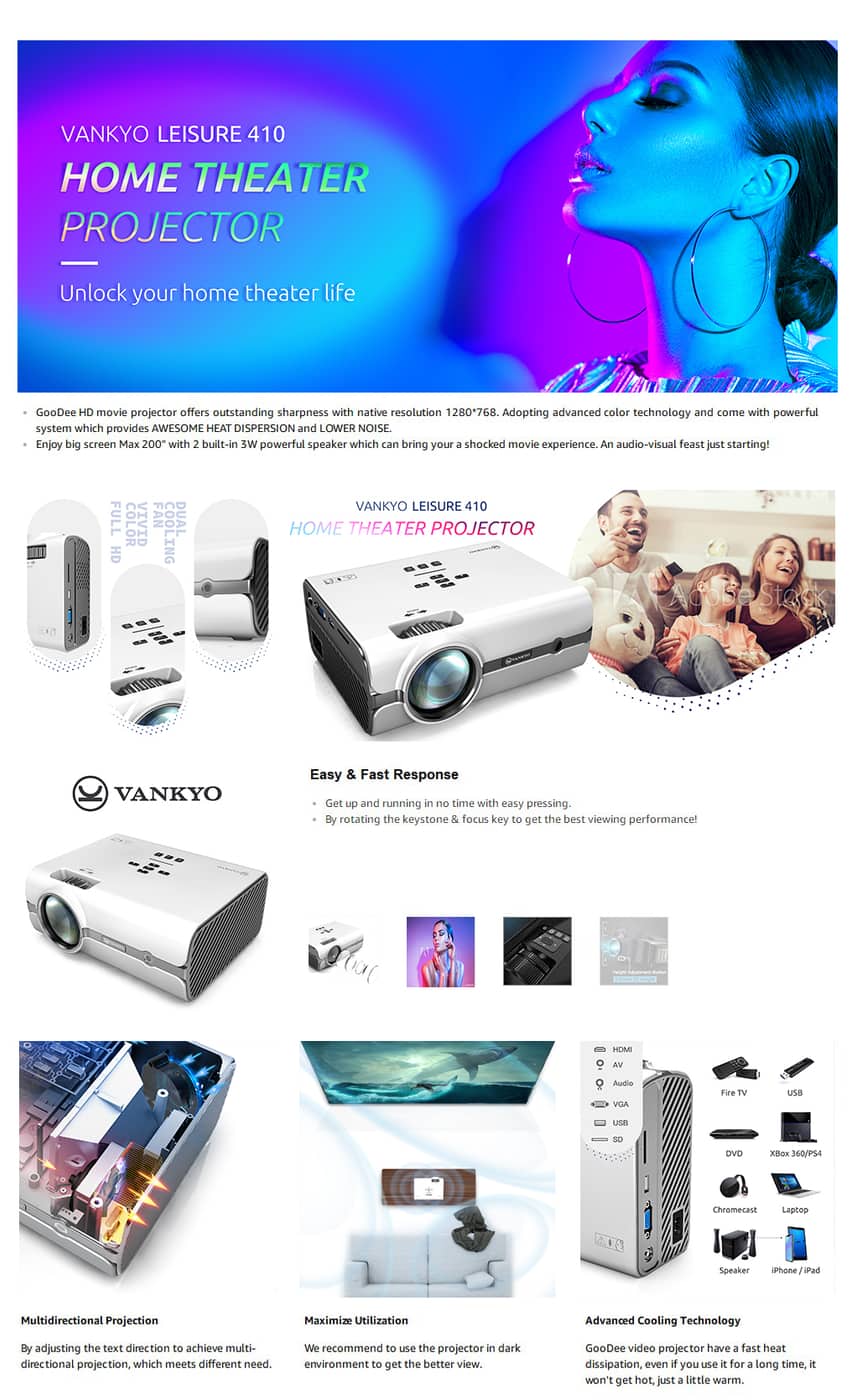 VANKYO LEISURE 410
HOME THEATER
PROJECTOR
Unlock your home theater life
GooDee HD movie projector offers outstanding sharpness with native resolution 1280*768. Adopting advanced color technology and come with powerful
system which provides AWESOME HEAT DISPERSION and LOWER NOISE.
Enjoy big screen Max 200" with 2 built-in 3W powerful speaker which can bring your a shocked movie experience. An audio-visual feast just starting!
DUAL
COOLING
FAN
VIVID
COLOR
FULL HD
VANKYO LEISURE 410
HOME THEATER PROJECTOR
VANKYO
VANKYO
Adobe Stock
VANKYO
Easy & Fast Response
Get up and running in no time with easy pressing.
By rotating the keystone & focus key to get the best viewing performance!
Height Adjustment Button
HDMI
AV
Audio
VGA
USB
SD
Fire TV
USB
DVD
XBox 360/PS4
Chromecast
Laptop
Speaker
iPhone / iPad
Multidirectional Projection
By adjusting the text direction to achieve multi-
directional projection, which meets different need.
Maximize Utilization
We recommend to use the projector in dark
environment to get the better view.
Advanced Cooling Technology
GooDee video projector have a fast heat
dissipation, even if you use it for a long time, it
won't get hot, just a little warm.